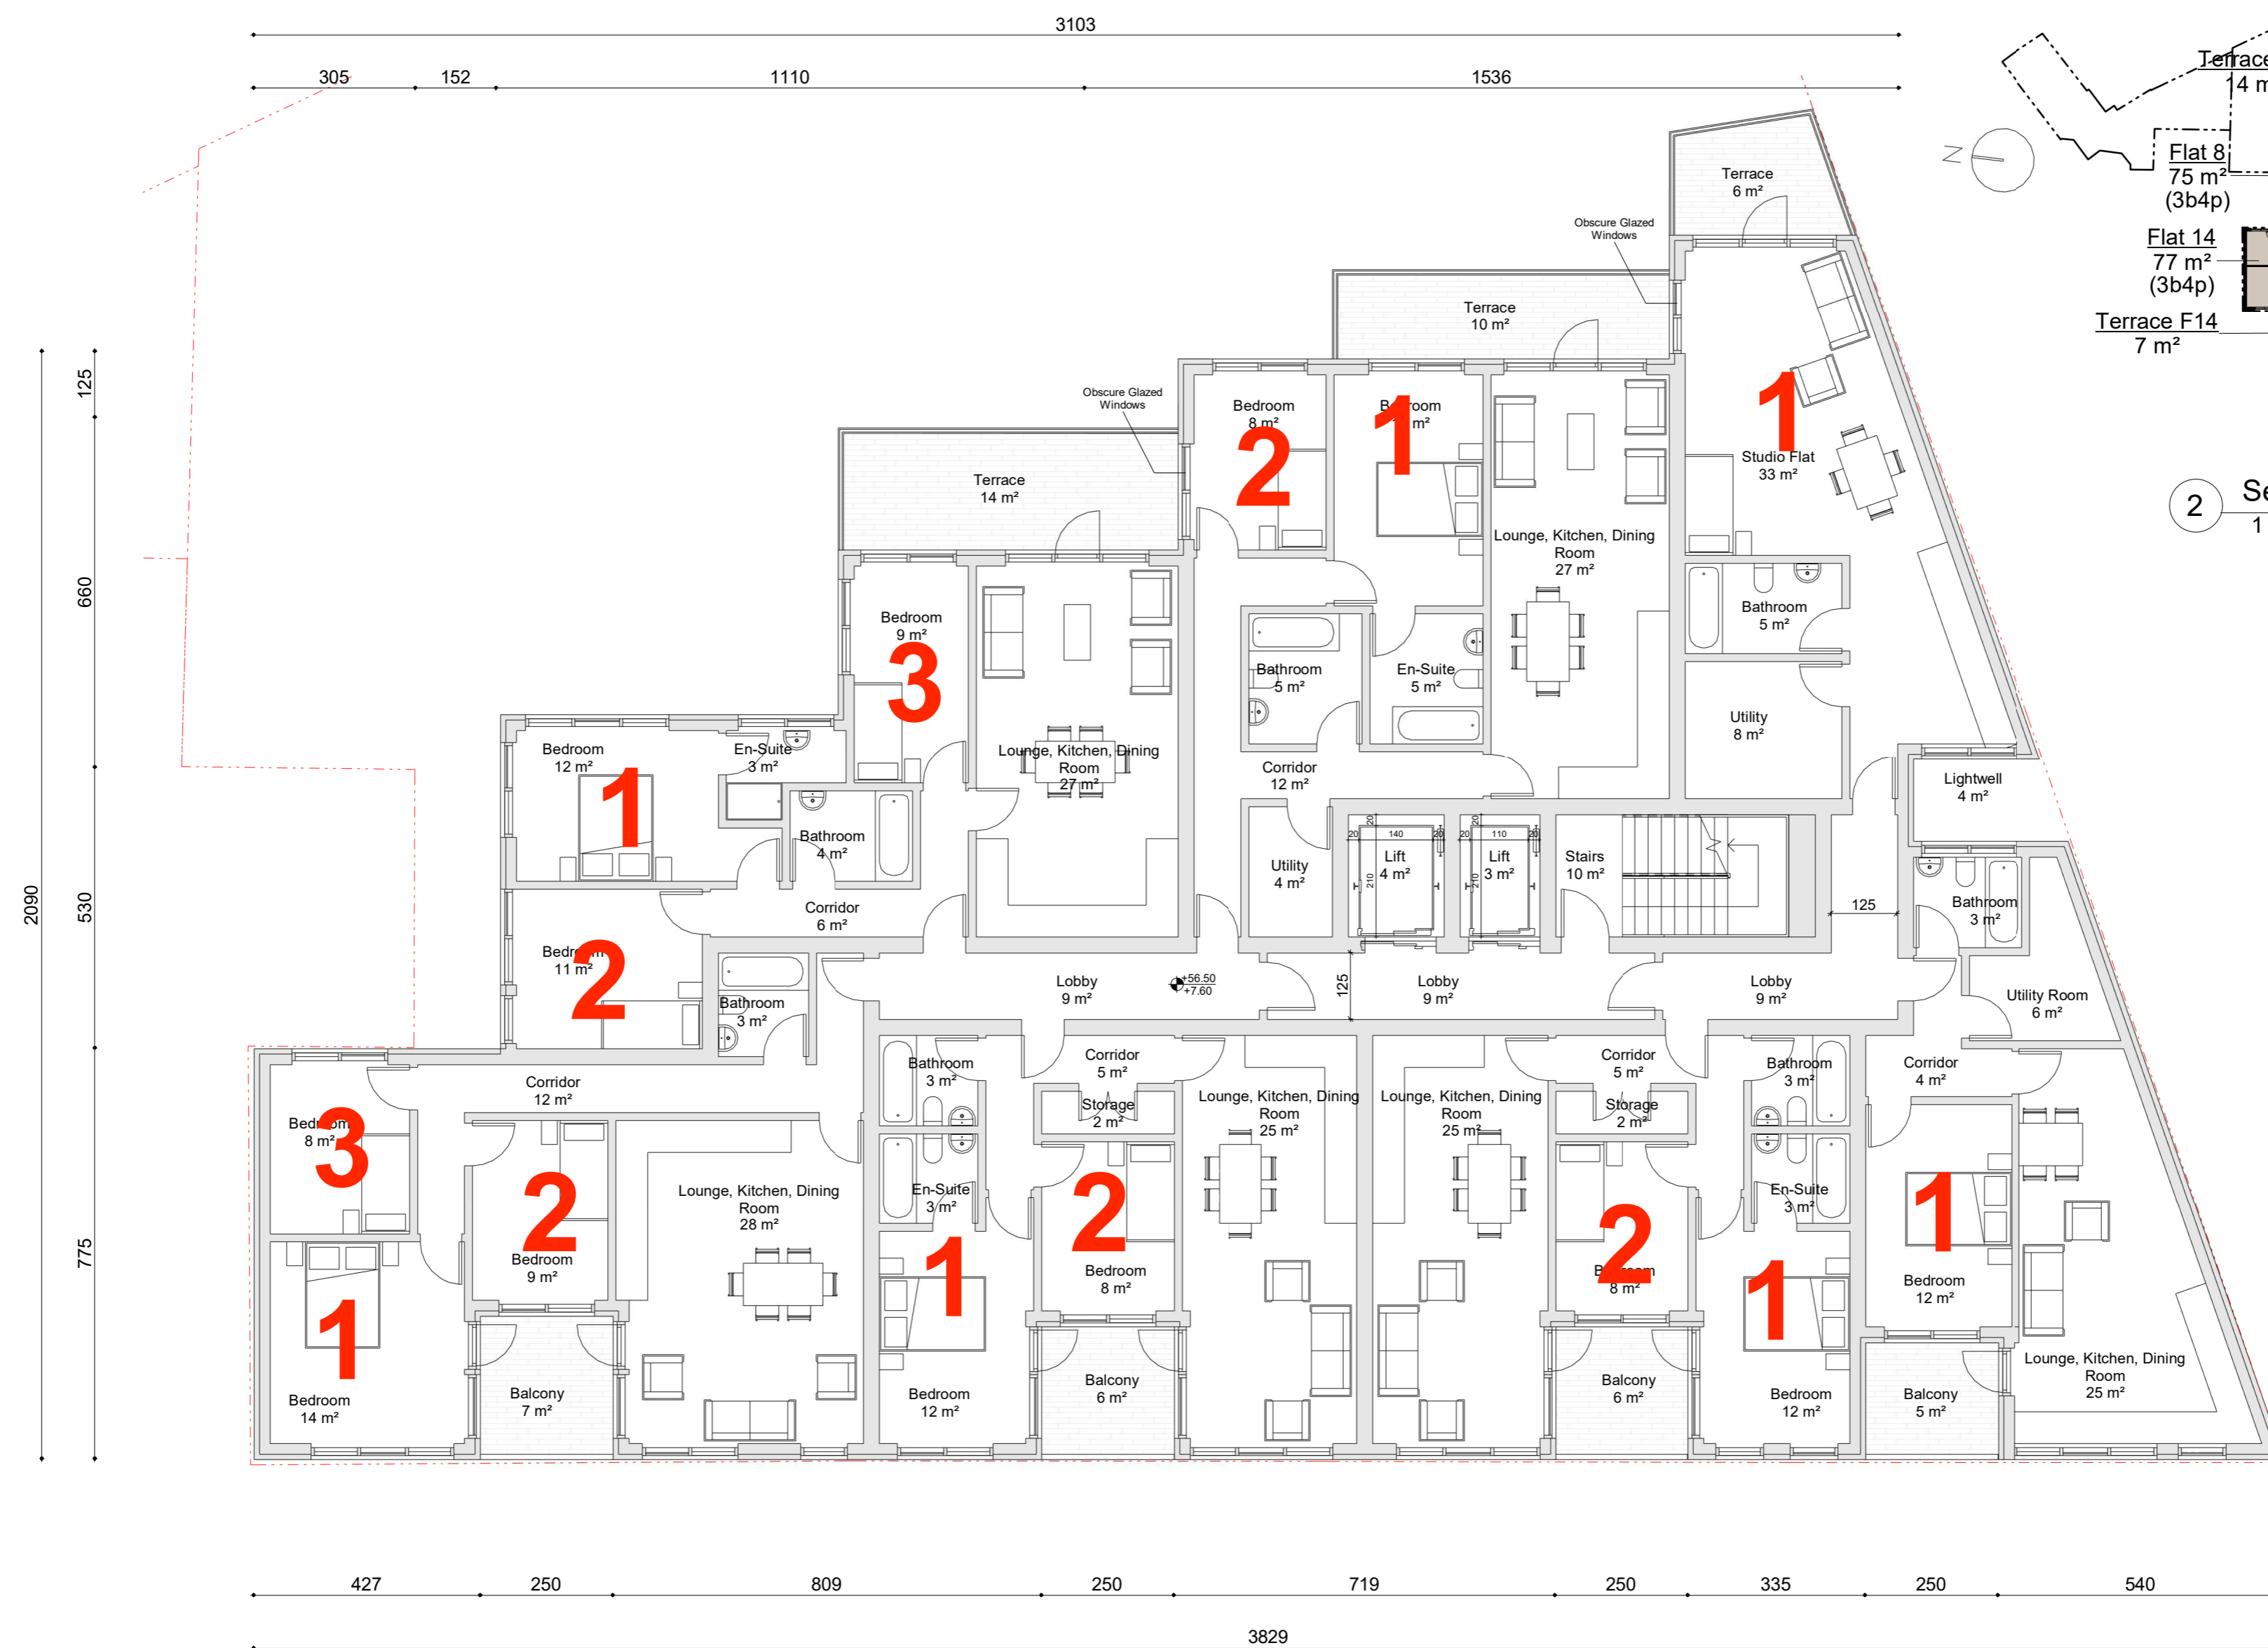 3103
305
152
1110
1536
Terrace
14 m
N
Flat 8
75 m²
(3b4p)
Flat 14
77 m²
(3b4p)
Terrace F14
7 m²
2
1
Terrace
6 m²
Obscure Glazed
Windows
Terrace
10 m²
Obscure Glazed
Windows
Bedroom
8 m²
2
1
1
Studio Flat
33 m²
Terrace
14 m²
Lounge, Kitchen, Dining
Room
27 m²
125
660
530
775
2090
Bedroom
9 m²
3
Bathroom
5 m²
En-Suite
5 m²
Bathroom
5 m²
Utility
8 m²
Bedroom
12 m²
1
En-Suite
3 m²
Lounge, Kitchen, Dining
Room
27 m²
Corridor
12 m²
Lightwell
4 m²
Bathroom
4 m²
Utility
4 m²
20
140
20
20
Lift
4 m²
210
20
110
20
20
Lift
3 m²
210
Stairs
10 m²
Corridor
6 m²
125
Bathroom
3 m²
11 m²
2
Bathroom
3 m²
Lobby
9 m²
+56.50
+7.60
125
Lobby
9 m²
Lobby
9 m²
Utility Room
6 m²
Corridor
12 m²
Bathroom
3 m²
Corridor
5 m²
Storage
2 m²
Lounge, Kitchen, Dining
Room
25 m²
Lounge, Kitchen, Dining
Room
25 m²
Corridor
5 m²
Storage
2 m²
Bathroom
3 m²
Corridor
4 m²
8 m²
3
2
Bedroom
9 m²
Lounge, Kitchen, Dining
Room
28 m²
En-Suite
3 m²
1
2
Bedroom
8 m²
2
8 m²
En-Suite
3 m²
1
1
Bedroom
12 m²
1
Bedroom
14 m²
Balcony
7 m²
Bedroom
12 m²
Balcony
6 m²
Balcony
6 m²
Bedroom
12 m²
Balcony
5 m²
Lounge, Kitchen, Dining
Room
25 m²
427
250
809
250
719
250
335
250
540
3829